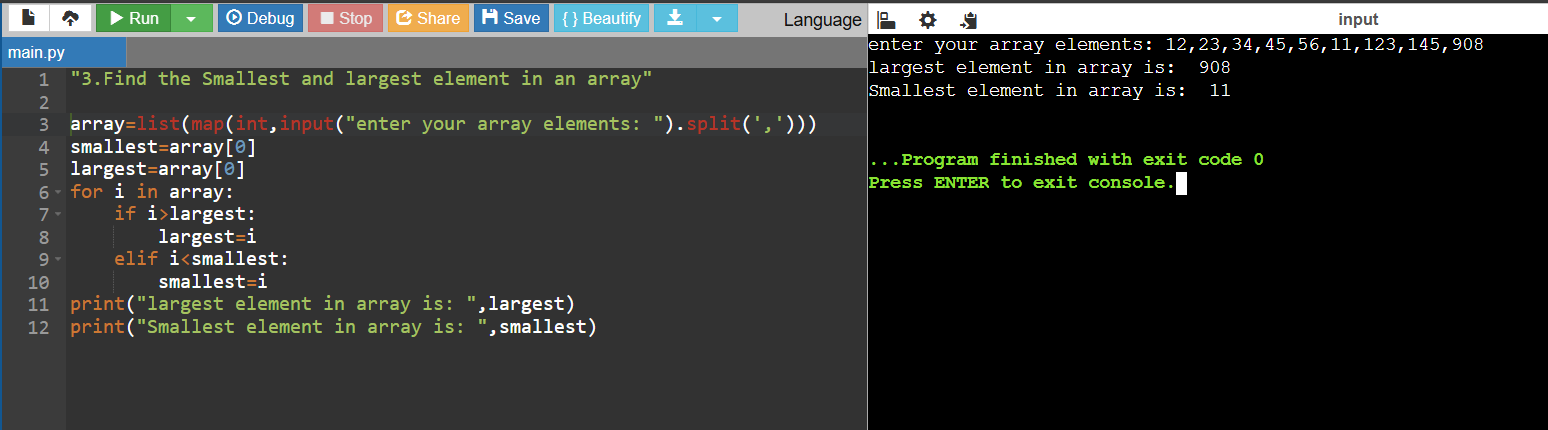 Run Debug Stop Share Save { } Beautify Language
main.py
1 "3.Find the Smallest and largest element in an array"
2
3 array=list(map(int,input("enter your array elements: ").split(',')))
4 smallest=array[0]
5 largest=array[0]
6 for i in array:
7     if i>largest:
8         largest=i
9     elif i<smallest:
10         smallest=i
11 print("largest element in array is: ",largest)
12 print("Smallest element in array is: ",smallest)
input
enter your array elements: 12,23,34,45,56,11,123,145,908
largest element in array is:  908
Smallest element in array is:  11
...Program finished with exit code 0
Press ENTER to exit console.